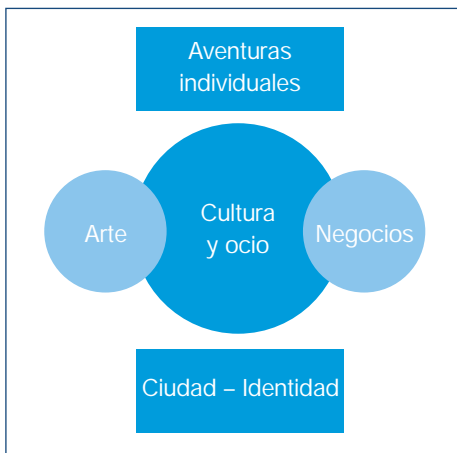 Aventuras
individuales
Arte
Cultura
y ocio
Negocios
Ciudad – Identidad